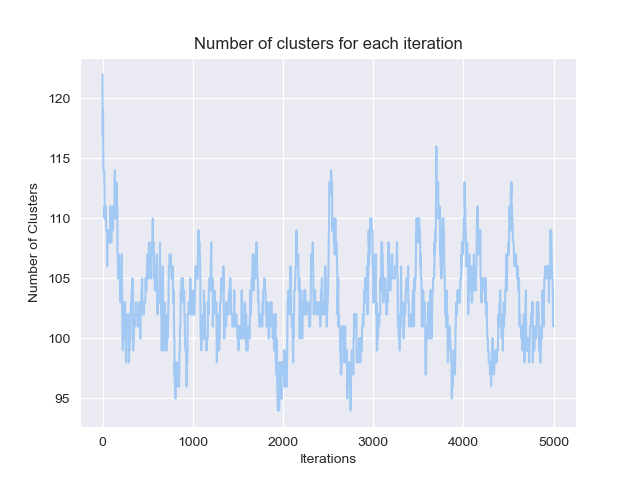 Number of clusters for each iteration
Number of Clusters
120
115
110
105
100
95
0 1000 2000 3000 4000 5000
Iterations